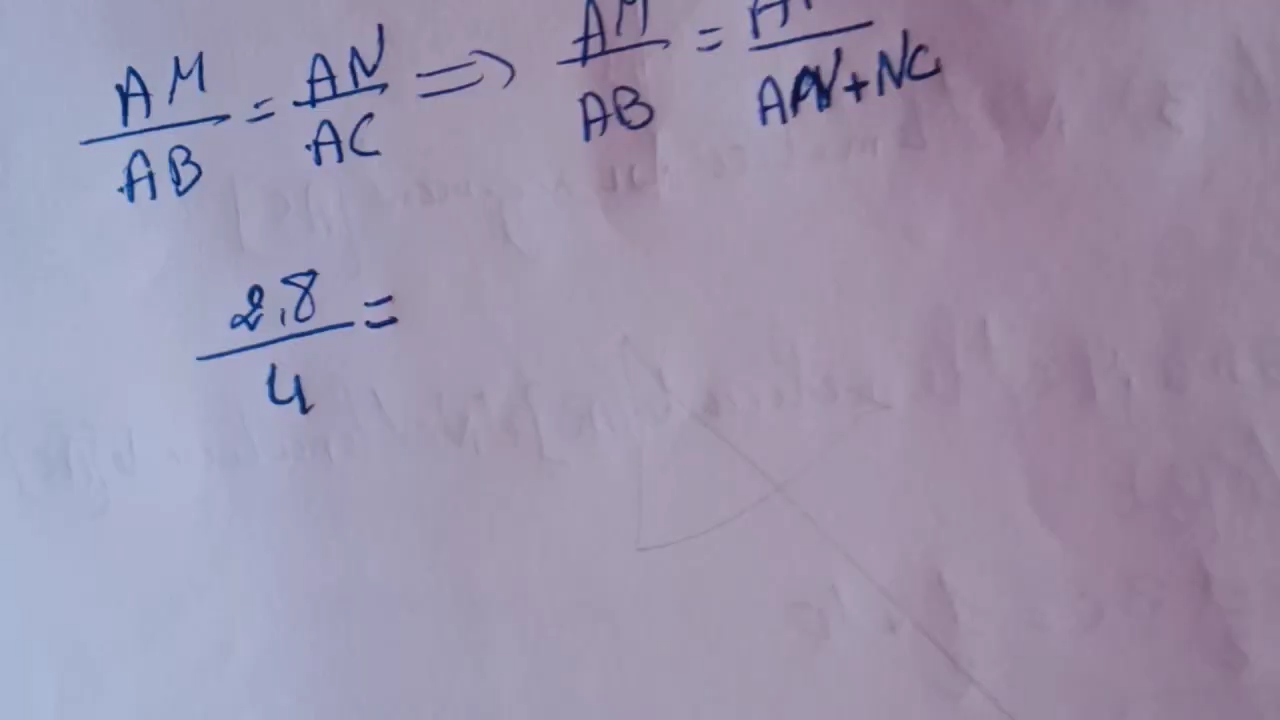 AM/AB = AN/AC ⇒ AM/AB = /AN+NC
2,8/4 =